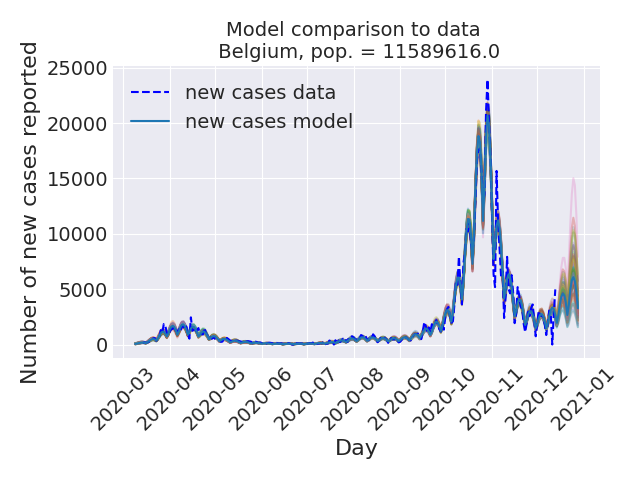 Model comparison to data
Belgium, pop. = 11589616.0
Number of new cases reported
25000
20000
15000
10000
5000
0
new cases data
new cases model
2020-03
2020-04
2020-05
2020-06
2020-07
2020-08
2020-09
2020-10
2020-11
2020-12
2021-01
Day